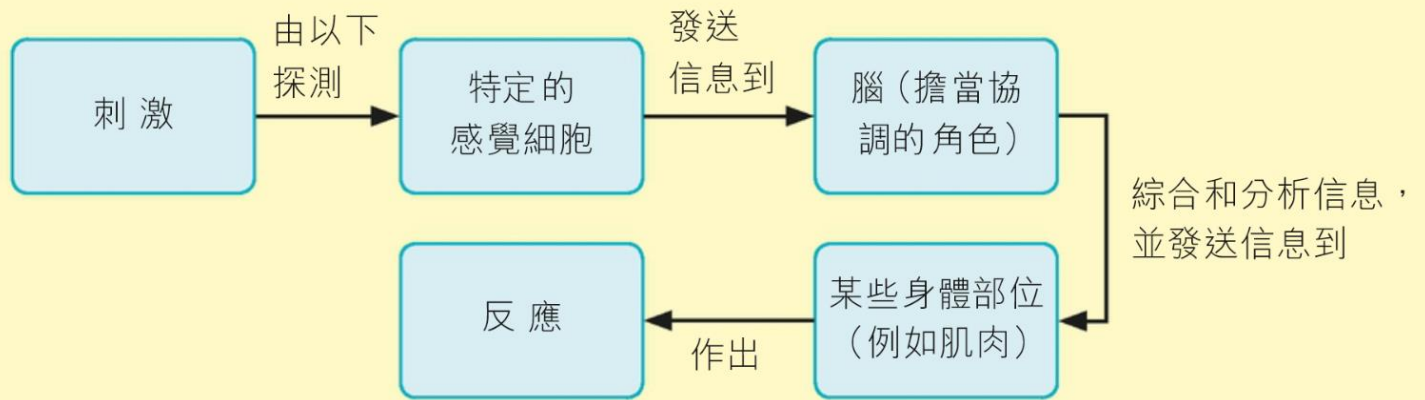 刺激
由以下
探測
特定的
感覺細胞
發送
信息到
腦（擔當協
調的角色）
綜合和分析信息，
並發送信息到
某些身體部位
（例如肌肉）
作出
反應